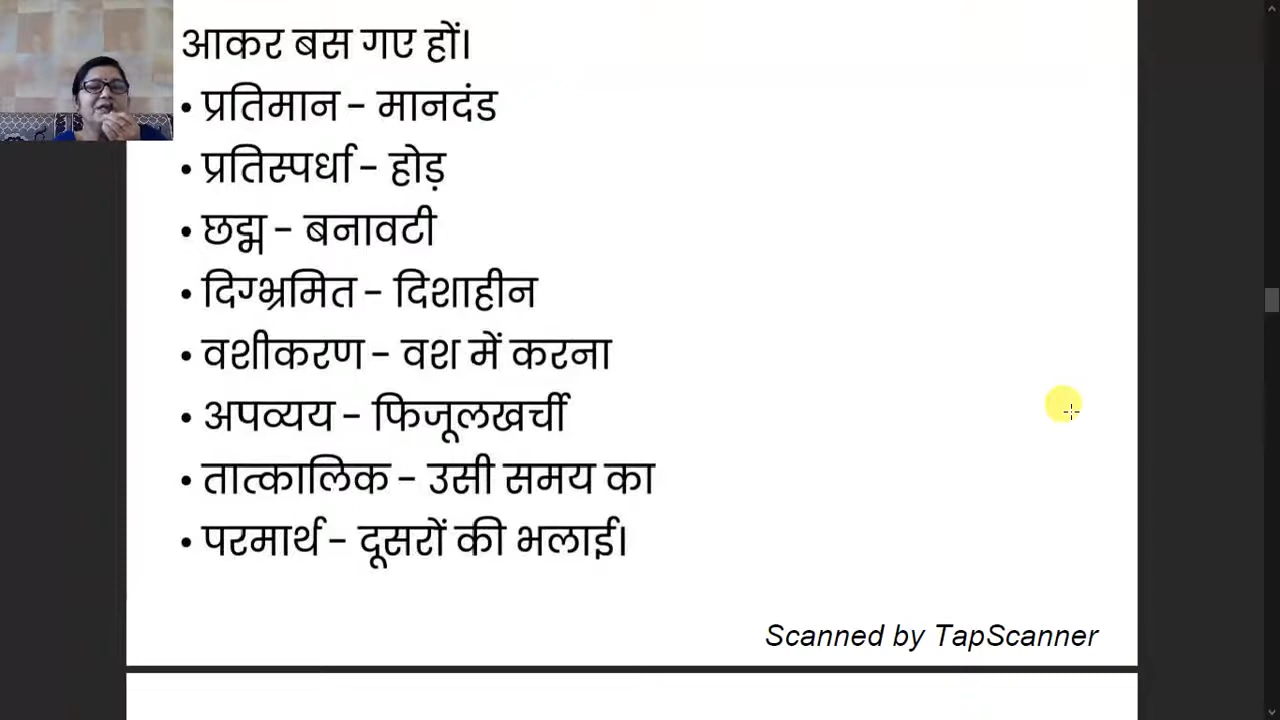 आकर बस गए हों।
• प्रतिमान - मानदंड
• प्रतिस्पर्धा - होड़
• छद्म - बनावटी
• दिग्भ्रमित - दिशाहीन
• वशीकरण - वश में करना
• अपव्यय - फिजूलखर्ची
• तात्कालिक - उसी समय का
• परमार्थ - दूसरों की भलाई।
Scanned by TapScanner